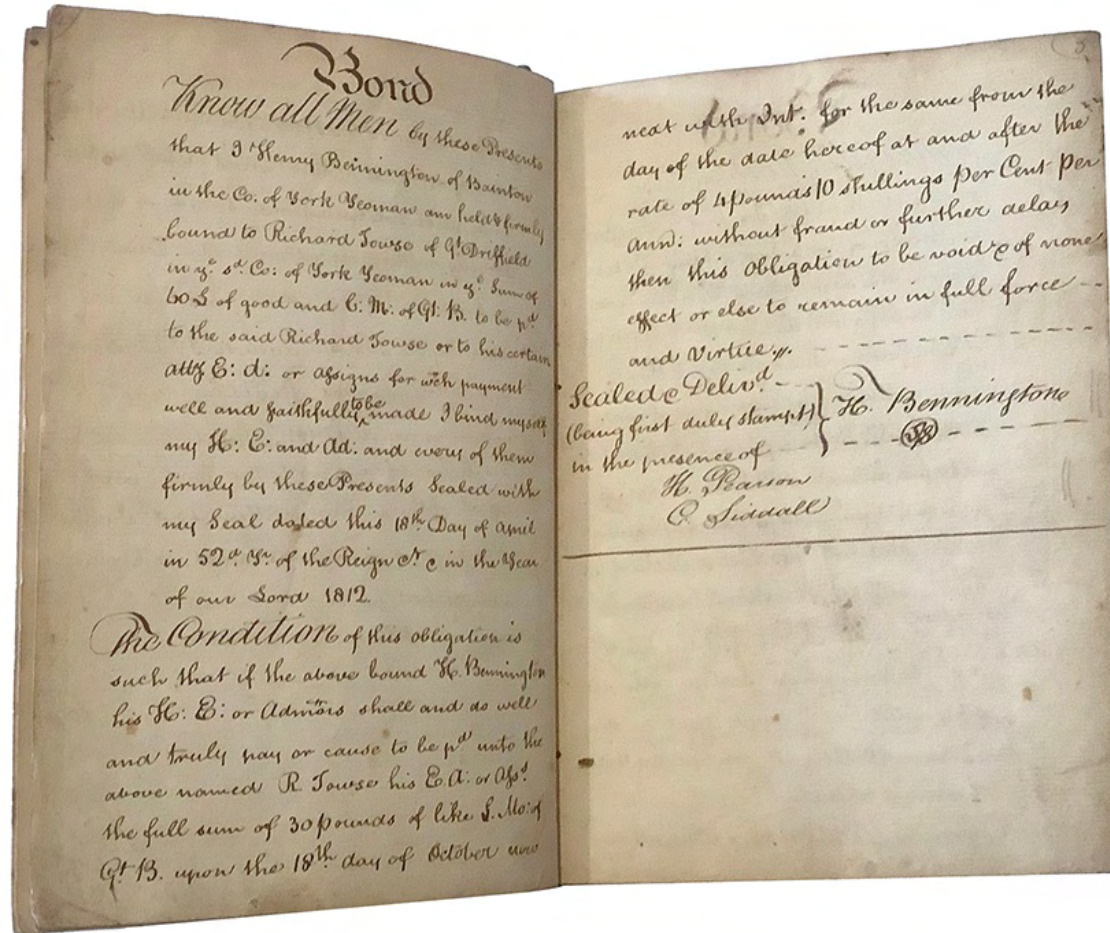 Bond
Know all Men by these Presents
that I Henry Bennington of Bainton
in the Co. of York Yeoman am held & firmly
bound to Richard Towse of Gt. Driffield
in ye. sd. Co: of York Yeoman in ye. Sum of
60£ of good and L: M: of Gt: B. to be pd
to the said Richard Towse or to his certain
atty E: A: or Assigns for wch payment
well and faithfully to be made I bind myself
my H: E: and Ad: and every of them
firmly by these Presents Sealed with
my Seal dated this 18th Day of April
in 52d. Yr. of the Reign &c. & in the Year
of our Lord 1812.
The Condition of this obligation is
such that if the above bound H. Bennington
his H: E: or Admors shall and do well
and truly pay or cause to be pd unto the
above named R Towse his E. A: or Asss.
the full sum of 30 pounds of like L. Mo: of
Gt. B. upon the 18th day of October now
3
next with Int: for the same from the
day of the date hereof at and after the
rate of 4 pounds 10 shillings per Cent per
Ann: without fraud or further delay
then this Obligation to be void & of none
effect or else to remain in full force --
and Virtue,,.
Sealed & Delivd. --
(being first duly stampt) } H. Bennington
in the presence of
H. Pearson
C. Siddall